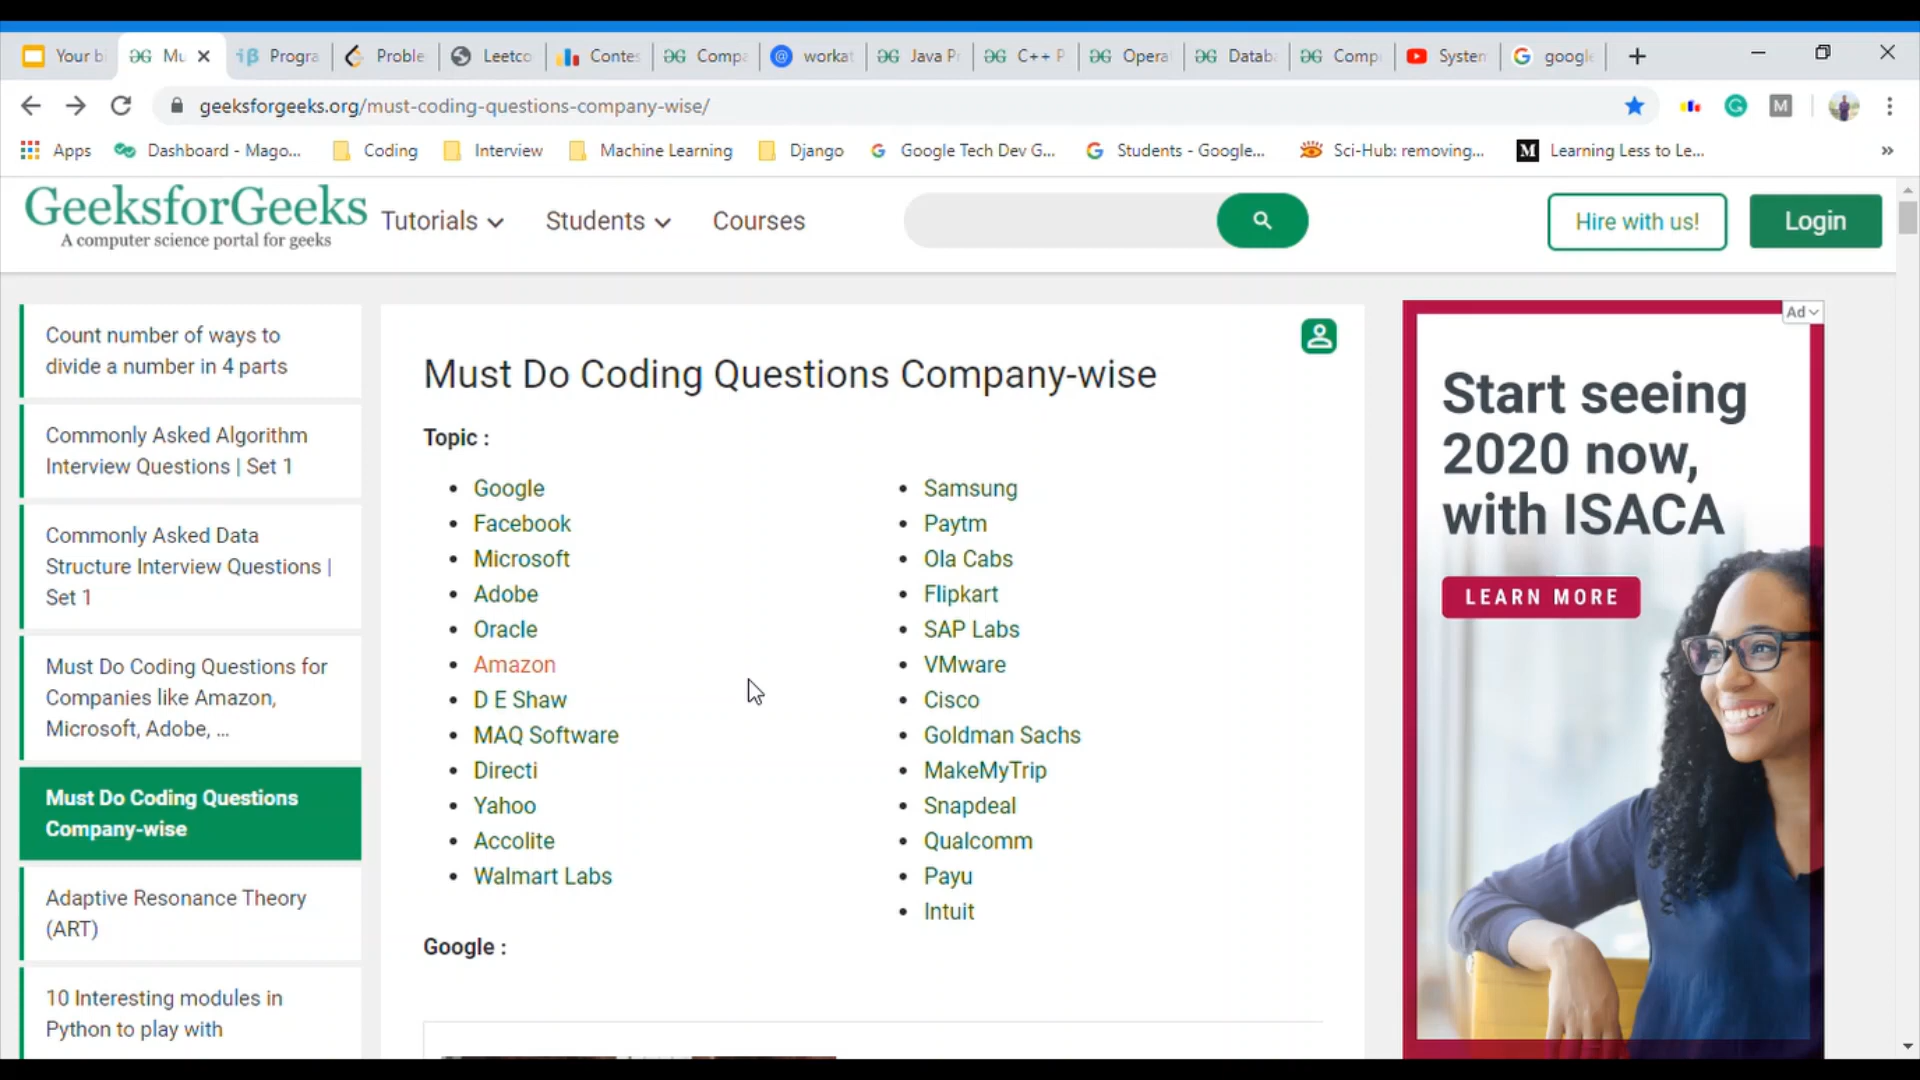 Your b
Mu
Progra
Proble
Leetco
Contes
Compa
workat
Java P
C++ P
Opera
Datab
Compu
System
google
geeksforgeeks.org/must-coding-questions-company-wise/
Apps
Dashboard - Mago...
Coding
Interview
Machine Learning
Django
Google Tech Dev G...
Students - Google...
Sci-Hub: removing...
Learning Less to Le...
GeeksforGeeks
A computer science portal for geeks
Tutorials
Students
Courses
Hire with us!
Login
Count number of ways to
divide a number in 4 parts
Commonly Asked Algorithm
Interview Questions | Set 1
Commonly Asked Data
Structure Interview Questions |
Set 1
Must Do Coding Questions for
Companies like Amazon,
Microsoft, Adobe, ...
Must Do Coding Questions
Company-wise
Adaptive Resonance Theory
(ART)
10 Interesting modules in
Python to play with
Must Do Coding Questions Company-wise
Topic :
• Google
• Facebook
• Microsoft
• Adobe
• Oracle
• Amazon
• D E Shaw
• MAQ Software
• Directi
• Yahoo
• Accolite
• Walmart Labs
• Samsung
• Paytm
• Ola Cabs
• Flipkart
• SAP Labs
• VMware
• Cisco
• Goldman Sachs
• MakeMyTrip
• Snapdeal
• Qualcomm
• Payu
• Intuit
Google :
Ad
Start seeing
2020 now,
with ISACA
LEARN MORE